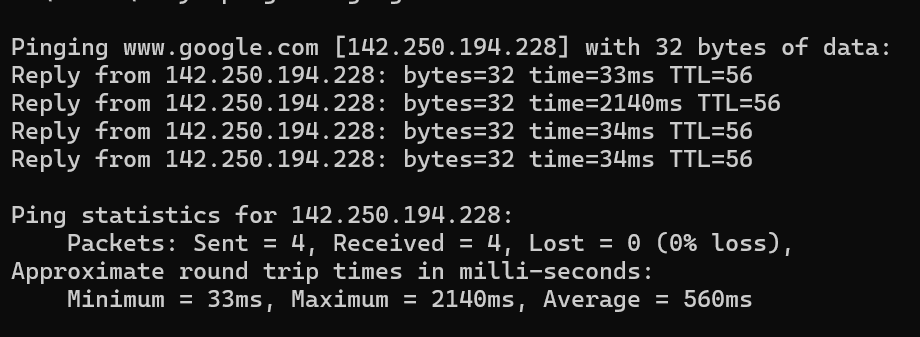 Pinging www.google.com [142.250.194.228] with 32 bytes of data:
Reply from 142.250.194.228: bytes=32 time=33ms TTL=56
Reply from 142.250.194.228: bytes=32 time=2140ms TTL=56
Reply from 142.250.194.228: bytes=32 time=34ms TTL=56
Reply from 142.250.194.228: bytes=32 time=34ms TTL=56

Ping statistics for 142.250.194.228:
    Packets: Sent = 4, Received = 4, Lost = 0 (0% loss),
Approximate round trip times in milli-seconds:
    Minimum = 33ms, Maximum = 2140ms, Average = 560ms